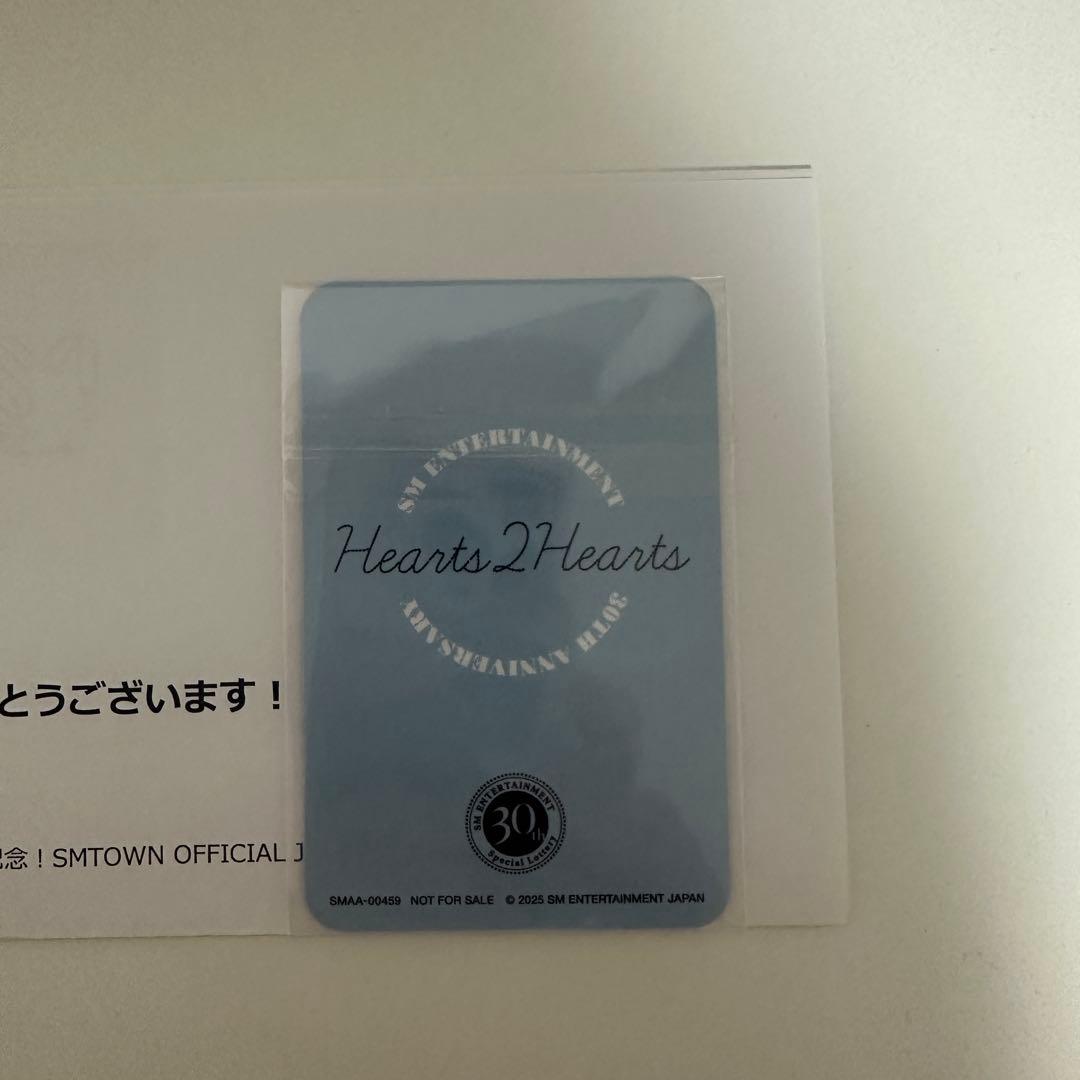 SM ENTERTAINMENT
Hearts2Hearts
30TH ANNIVERSARY
とうございます！
SM ENTERTAINMENT
30th
Special Lottery
念！SMTOWN OFFICIAL J
SMAA-00459 NOT FOR SALE © 2025 SM ENTERTAINMENT JAPAN